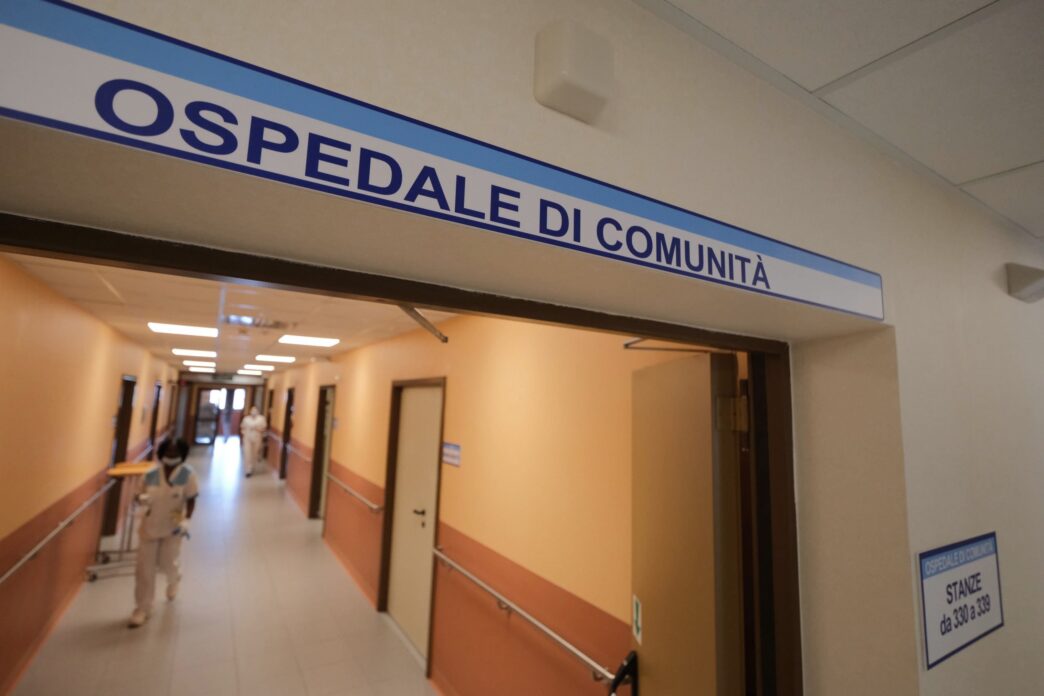 OSPEDALE DI COMUNITÀ
OSPEDALE DI COMUNITÀ
STANZE
da 330 a 339